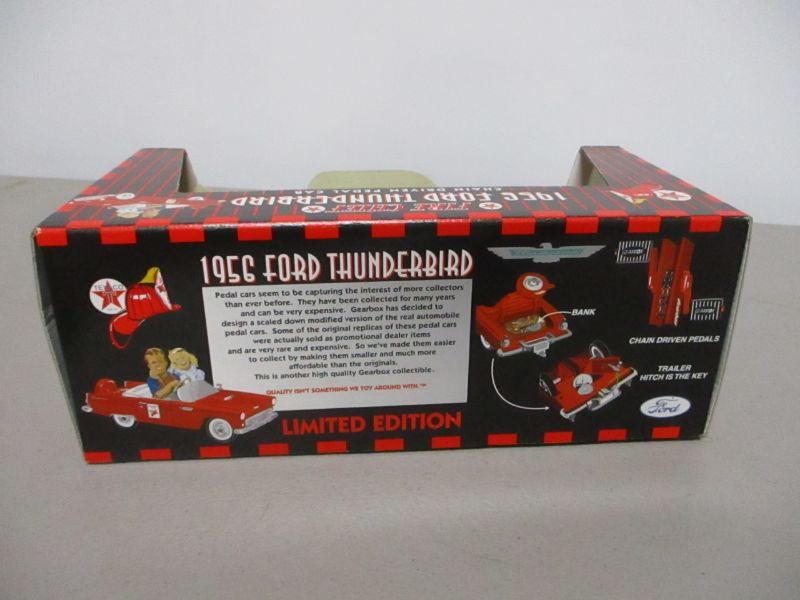 1956 FORD THUNDERBIRD
CHAIN DRIVEN PEDAL CAR
FIRE CHIEF
1956 FORD THUNDERBIRD
TEXACO
T
Pedal cars seem to be capturing the interest of more collectors
than ever before. They have been collected for many years
and can be very expensive. Gearbox has decided to
design a scaled down modified version of the real automobile
pedal cars. Some of the original replicas of these pedal cars
were actually sold as promotional dealer items
and are very rare and expensive. So we've made them easier
to collect by making them smaller and much more
affordable than the originals.
This is another high quality Gearbox collectible.
QUALITY ISN'T SOMETHING WE TOY AROUND WITH.™
LIMITED EDITION
BANK
GEARBOX
GEARBOX
CHAIN DRIVEN PEDALS
TRAILER
HITCH IS THE KEY
Ford